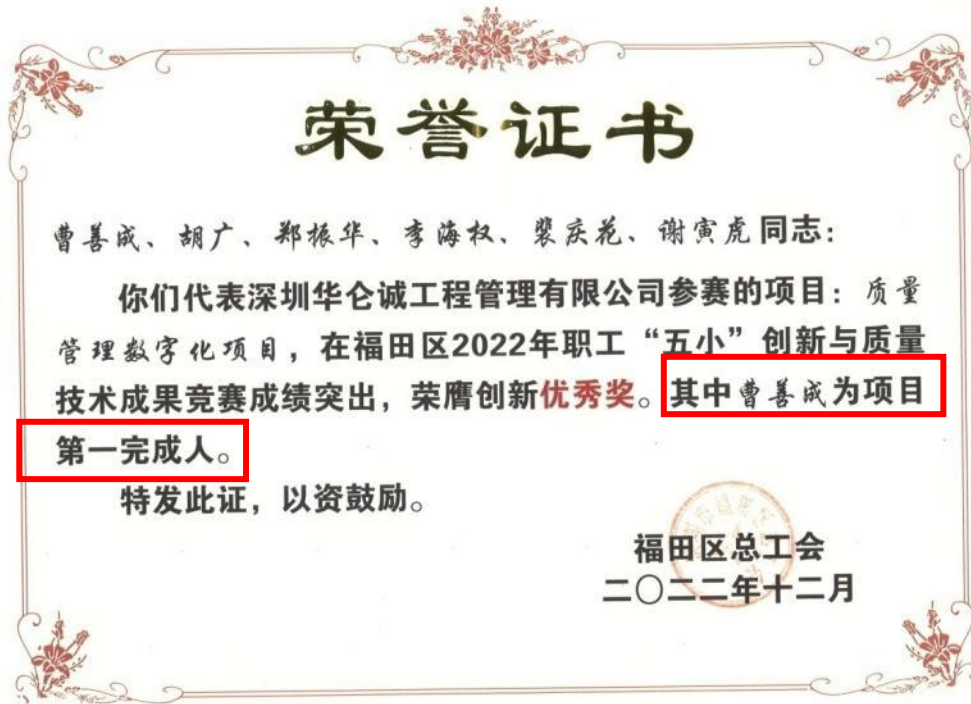 荣誉证书
曹善成、胡广、郑振华、李海权、裴庆花、谢寅虎同志：
你们代表深圳华仑诚工程管理有限公司参赛的项目：质量
管理数字化项目，在福田区2022年职工“五小”创新与质量
技术成果竞赛成绩突出，荣膺创新优秀奖。其中曹善成为项目
第一完成人。
特发此证，以资鼓励。
福田区总工会
二〇二二年十二月